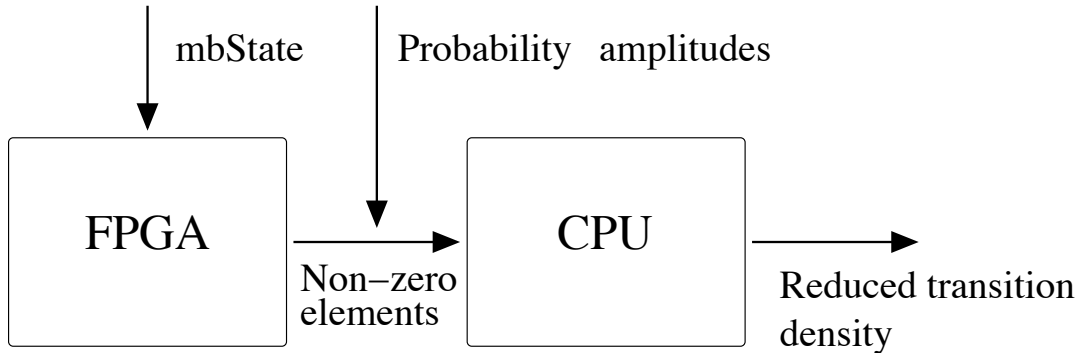 mbState
Probability amplitudes
FPGA
CPU
Non−zero
elements
Reduced transition
density